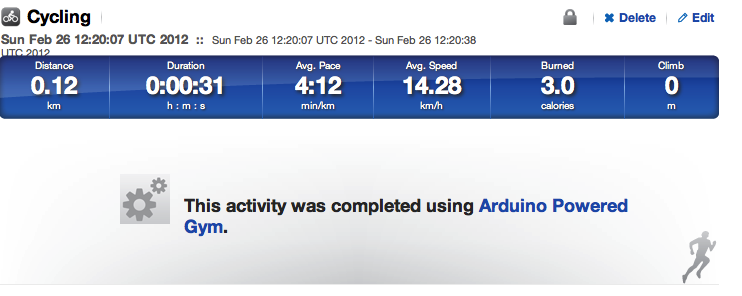 Cycling
Delete
Edit
Sun Feb 26 12:20:07 UTC 2012 :: Sun Feb 26 12:20:07 UTC 2012 - Sun Feb 26 12:20:38
UTC 2012
Distance Duration Avg. Pace Avg. Speed Burned Climb
0.12 0:00:31 4:12 14.28 3.0 0
km h : m : s min/km km/h calories m
This activity was completed using Arduino Powered
Gym.